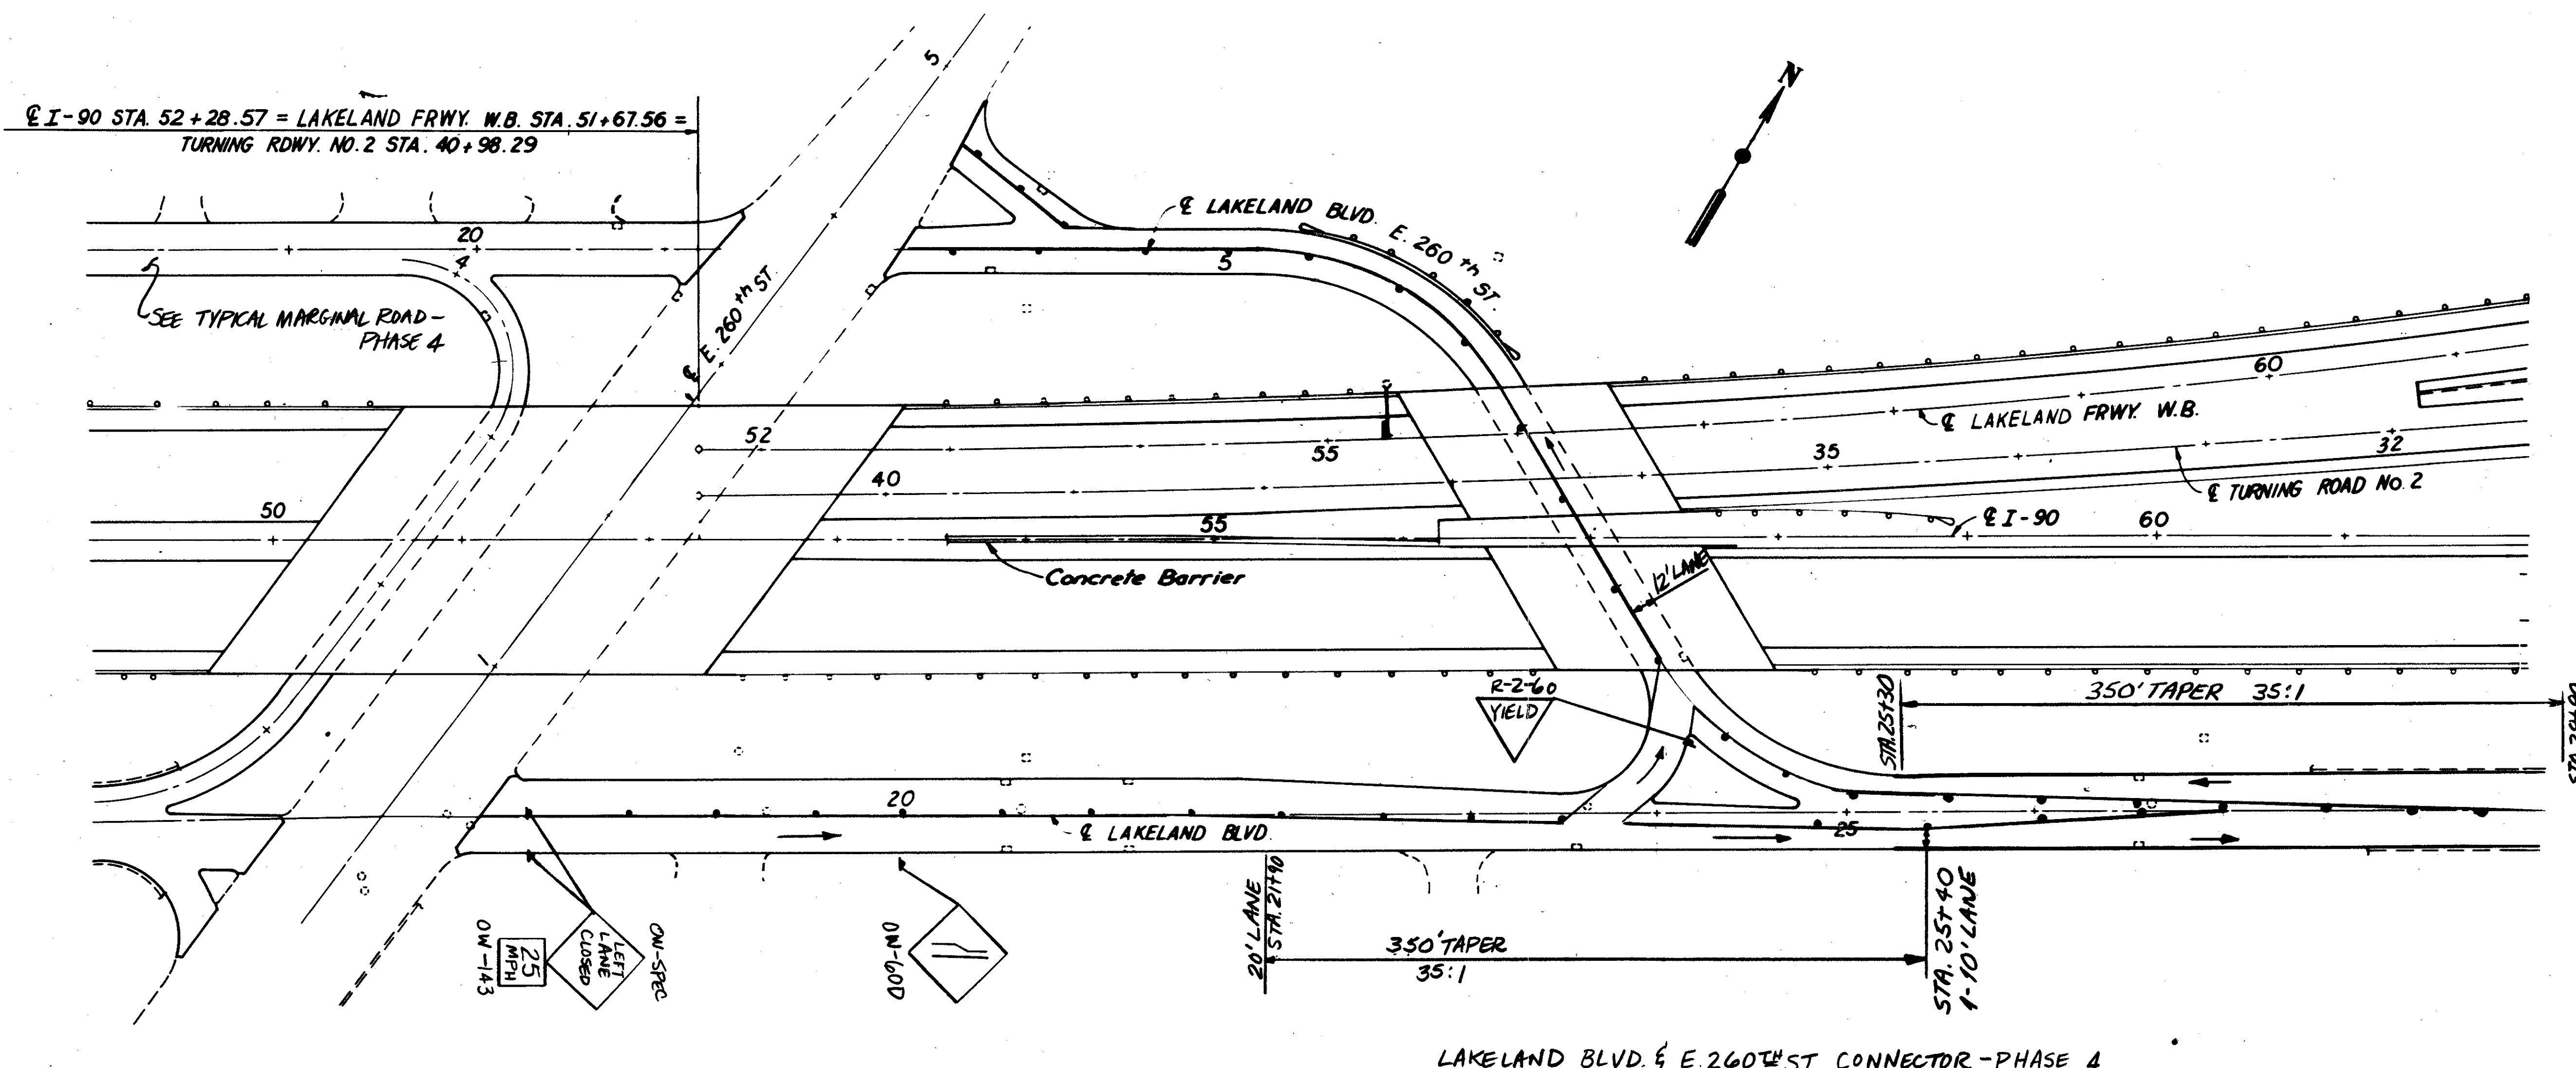 ℄ I-90 STA. 52+28.57 = LAKELAND FRWY. W.B. STA. 51+67.56 =
TURNING RDWY. NO. 2 STA. 40+98.29
5
N
℄ LAKELAND BLVD. E. 260th ST.
20
4
5
SEE TYPICAL MARGINAL ROAD-
PHASE 4
℄ E. 260th ST.
60
℄ LAKELAND FRWY. W.B.
52
55
35
32
40
℄ TURNING ROAD No. 2
50
55
℄ I-90
60
Concrete Barrier
12' LANE
1
R-2-60
YIELD
STA. 25+30
350' TAPER 35:1
20
℄ LAKELAND BLVD.
25
20' LANE
STA. 21+90
350' TAPER
35:1
STA. 25+40
1-10' LANE
OW-SPEC
LEFT
LANE
CLOSED
25
MPH
OW-143
OW-60D
LAKELAND BLVD. & E. 260TH ST CONNECTOR-PHASE 4